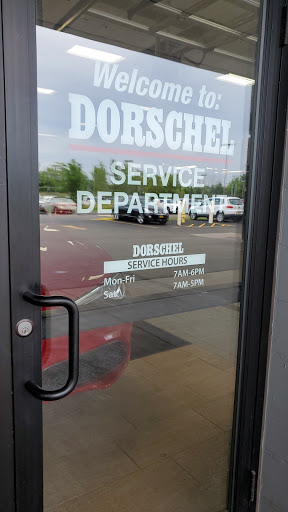 Welcome to:
DORSCHEL
SERVICE
DEPARTMENT
DORSCHEL
SERVICE HOURS
Mon-Fri 7AM-6PM
Sat 7AM-5PM